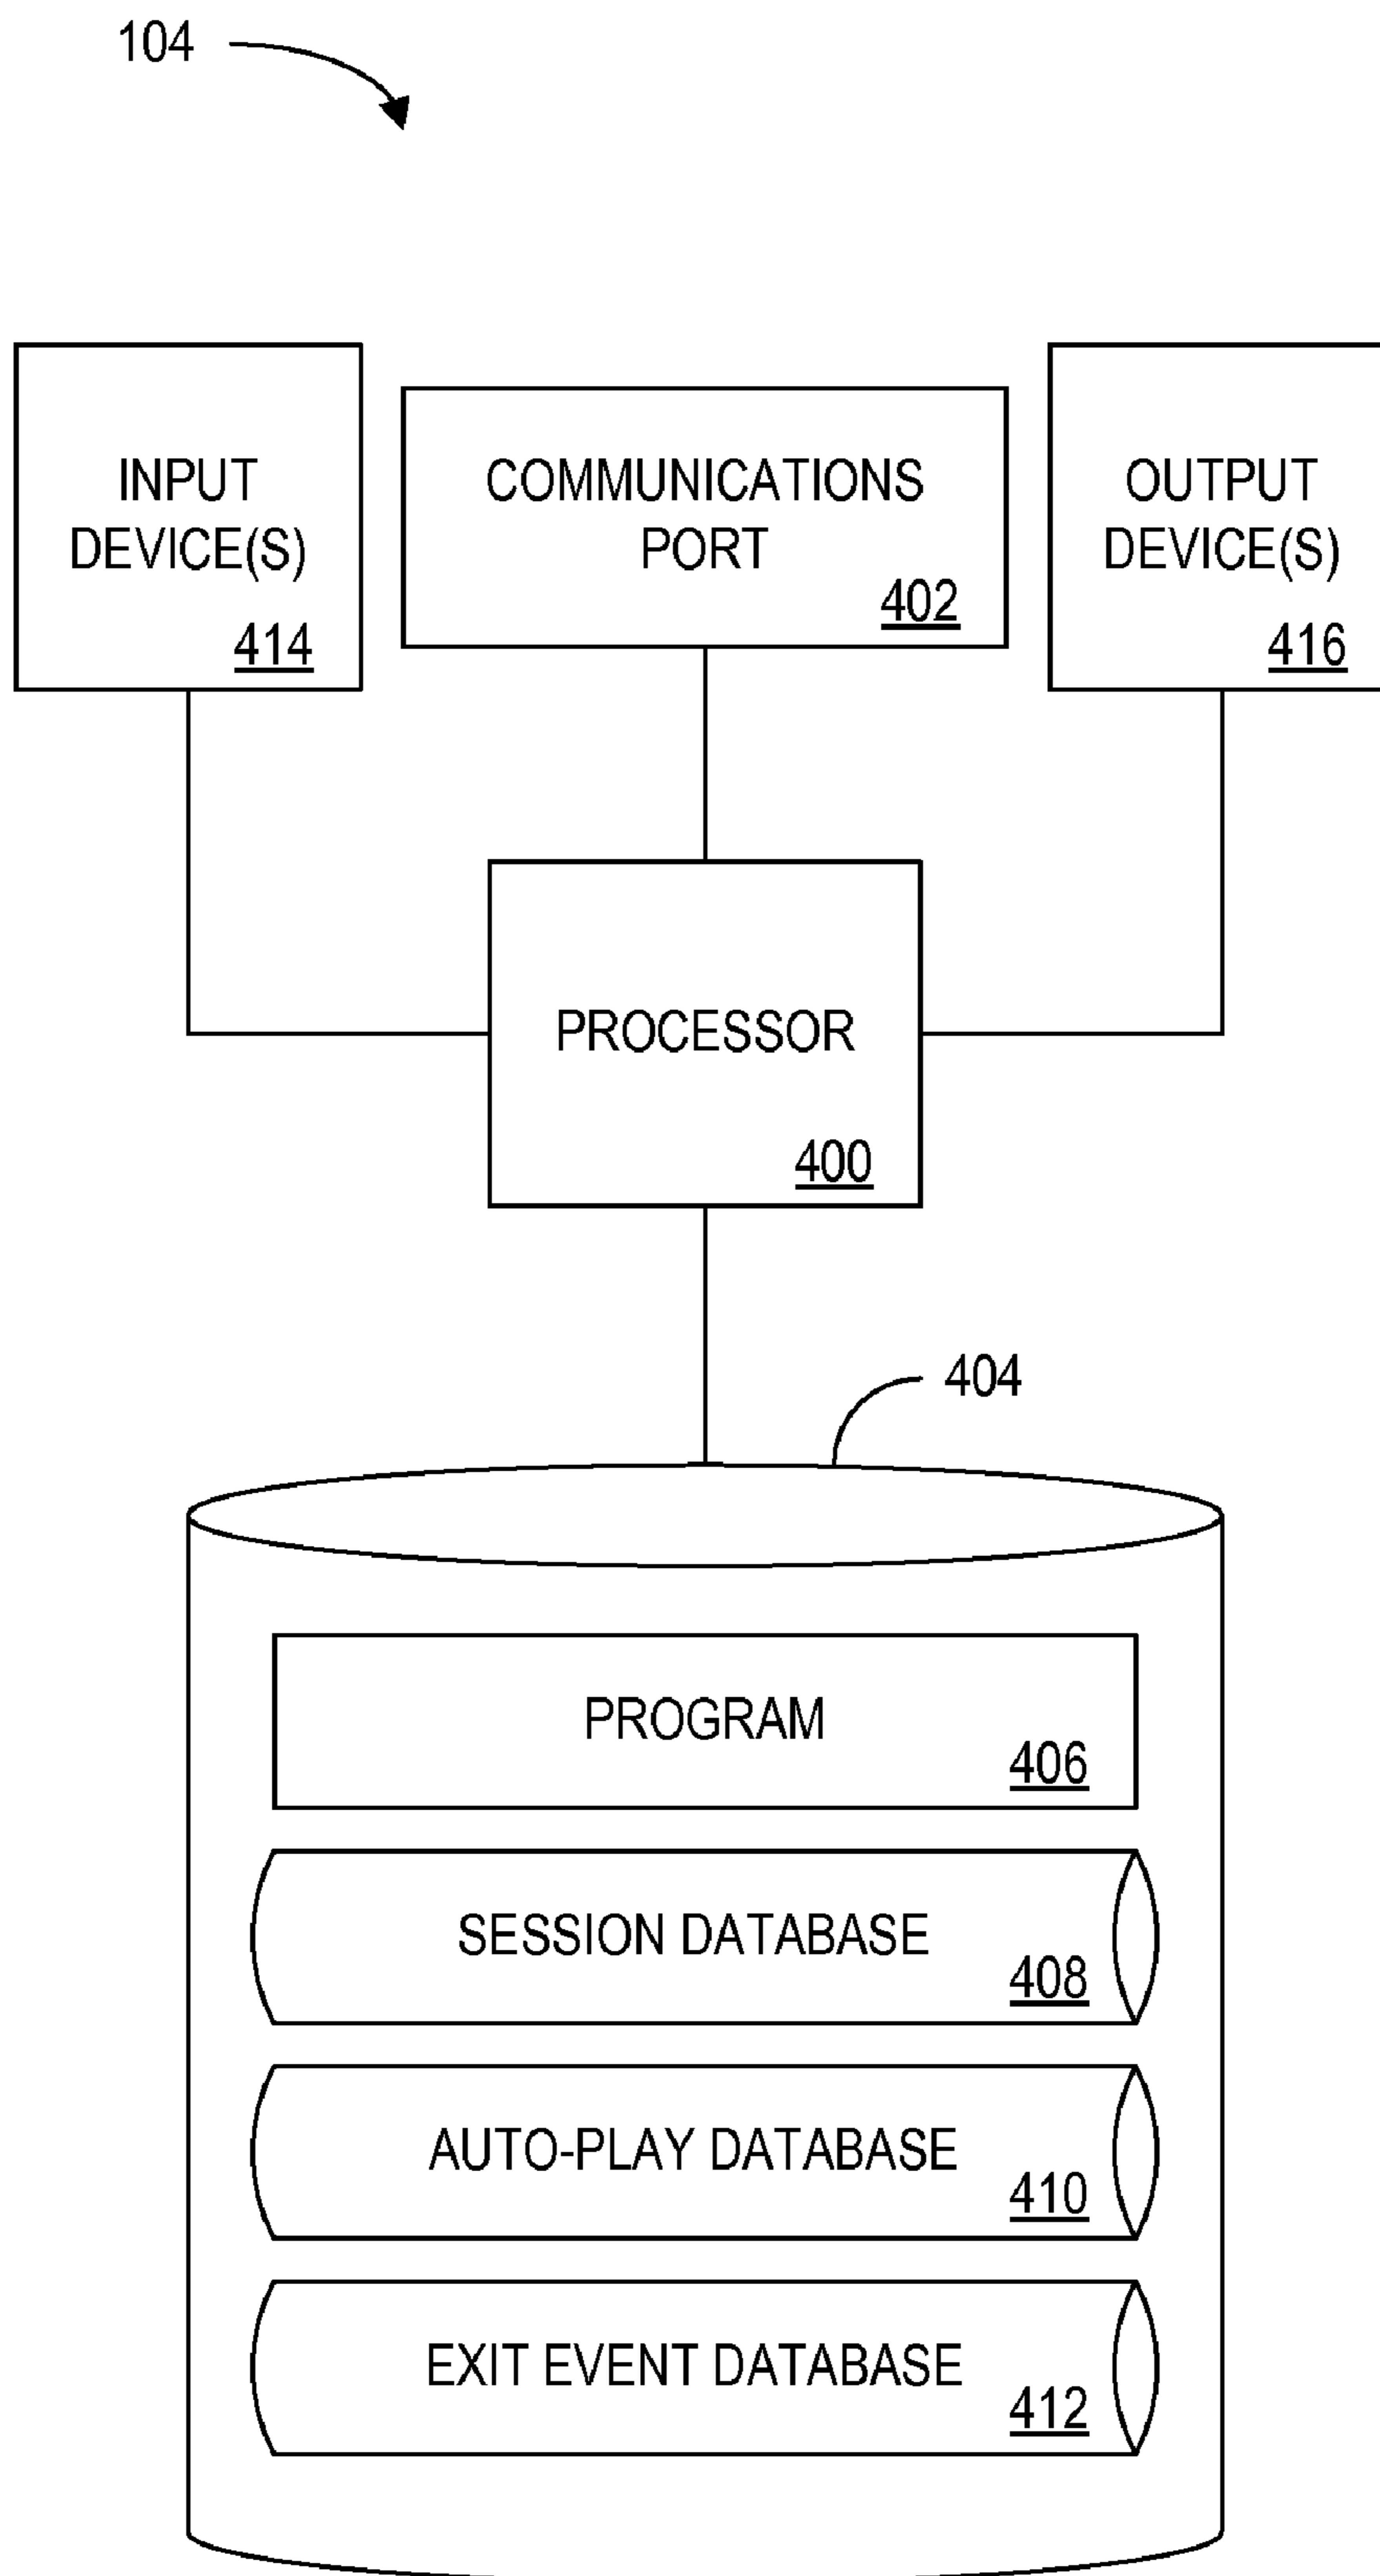 104
INPUT
DEVICE(S)
414
COMMUNICATIONS
PORT
402
OUTPUT
DEVICE(S)
416
PROCESSOR
400
404
PROGRAM
406
SESSION DATABASE
408
AUTO-PLAY DATABASE
410
EXIT EVENT DATABASE
412